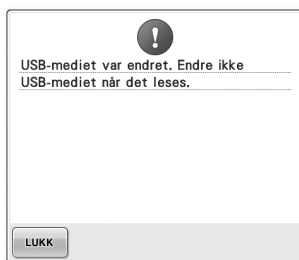 USB-mediet var endret. Endre ikke
USB-mediet når det leses.
LUKK